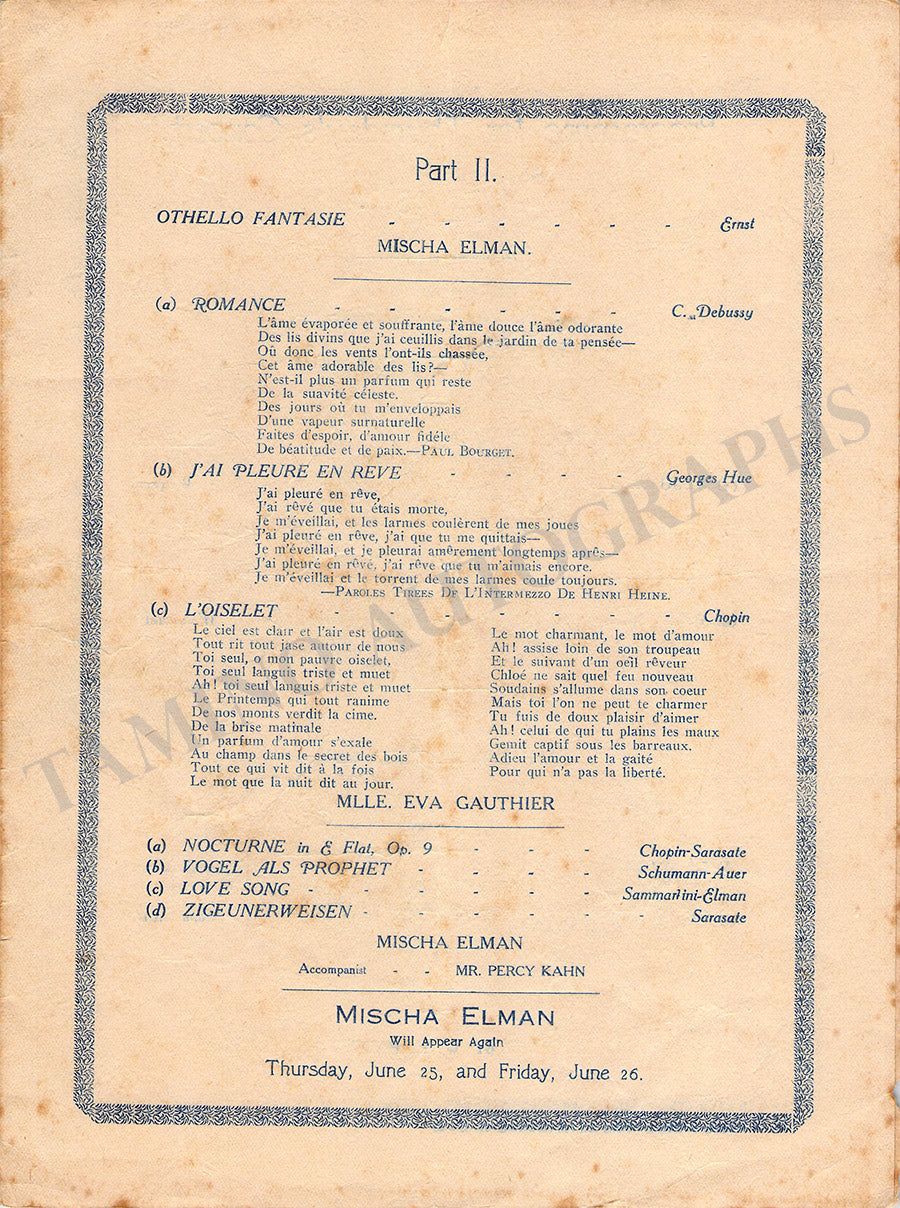 Part II.
OTHELLO FANTASIE - - - - - - Ernst
MISCHA ELMAN.
(a) ROMANCE - - - - - - C. Debussy
L'âme évaporée et souffrante, l'âme douce l'âme odorante
Des lis divins que j'ai ceuillis dans le jardin de ta pensée—
Où donc les vents l'ont-ils chassée,
Cet âme adorable des lis?—
N'est-il plus un parfum qui reste
De la suavité céleste.
Des jours où tu m'enveloppais
D'une vapeur surnaturelle
Faites d'espoir, d'amour fidéle
De béatitude et de paix.—PAUL BOURGET.
(b) J'AI PLEURE EN REVE - - - - Georges Hue
J'ai pleuré en rêve,
J'ai rêvé que tu étais morte,
Je m'éveillai, et les larmes coulèrent de mes joues
J'ai pleuré en rêve, j'ai que tu me quittais—
Je m'éveillai, et je pleurai amêrement longtemps aprês—
J'ai pleuré en rêvé, j'ai rêve que tu m'aimais encore.
Je m'éveillai et le torrent de mes larmes coule toujours.
—PAROLES TIREES DE L'INTERMEZZO DE HENRI HEINE.
(c) L'OISELET - - - - - - Chopin
Le ciel est clair et l'air est doux
Tout rit tout jase autour de nous
Toi seul, o mon pauvre oiselet,
Toi seul languis triste et muet
Ah! toi seul languis triste et muet
Le Printemps qui tout ranime
De nos monts verdit la cime.
De la brise matinale
Un parfum d'amour s'exale
Au champ dans le secret des bois
Tout ce qui vit dit à la fois
Le mot que la nuit dit au jour.
Le mot charmant, le mot d'amour
Ah! assise loin de son troupeau
Et le suivant d'un oeil rêveur
Chloé ne sait quel feu nouveau
Soudains s'allume dans son coeur
Mais toi l'on ne peut te charmer
Tu fuis de doux plaisir d'aimer
Ah! celui de qui tu plains les maux
Gemit captif sous les barreaux.
Adieu l'amour et la gaité
Pour qui n'a pas la liberté.
MLLE. EVA GAUTHIER
(a) NOCTURNE in E Flat, Op. 9 - - - Chopin-Sarasate
(b) VOGEL ALS PROPHET - - - - Schumann-Auer
(c) LOVE SONG - - - - - - Sammartini-Elman
(d) ZIGEUNERWEISEN - - - - - - Sarasate
MISCHA ELMAN
Accompanist - - MR. PERCY KAHN
MISCHA ELMAN
Will Appear Again
Thursday, June 25, and Friday, June 26.
TAMINO AUTOGRAPHS